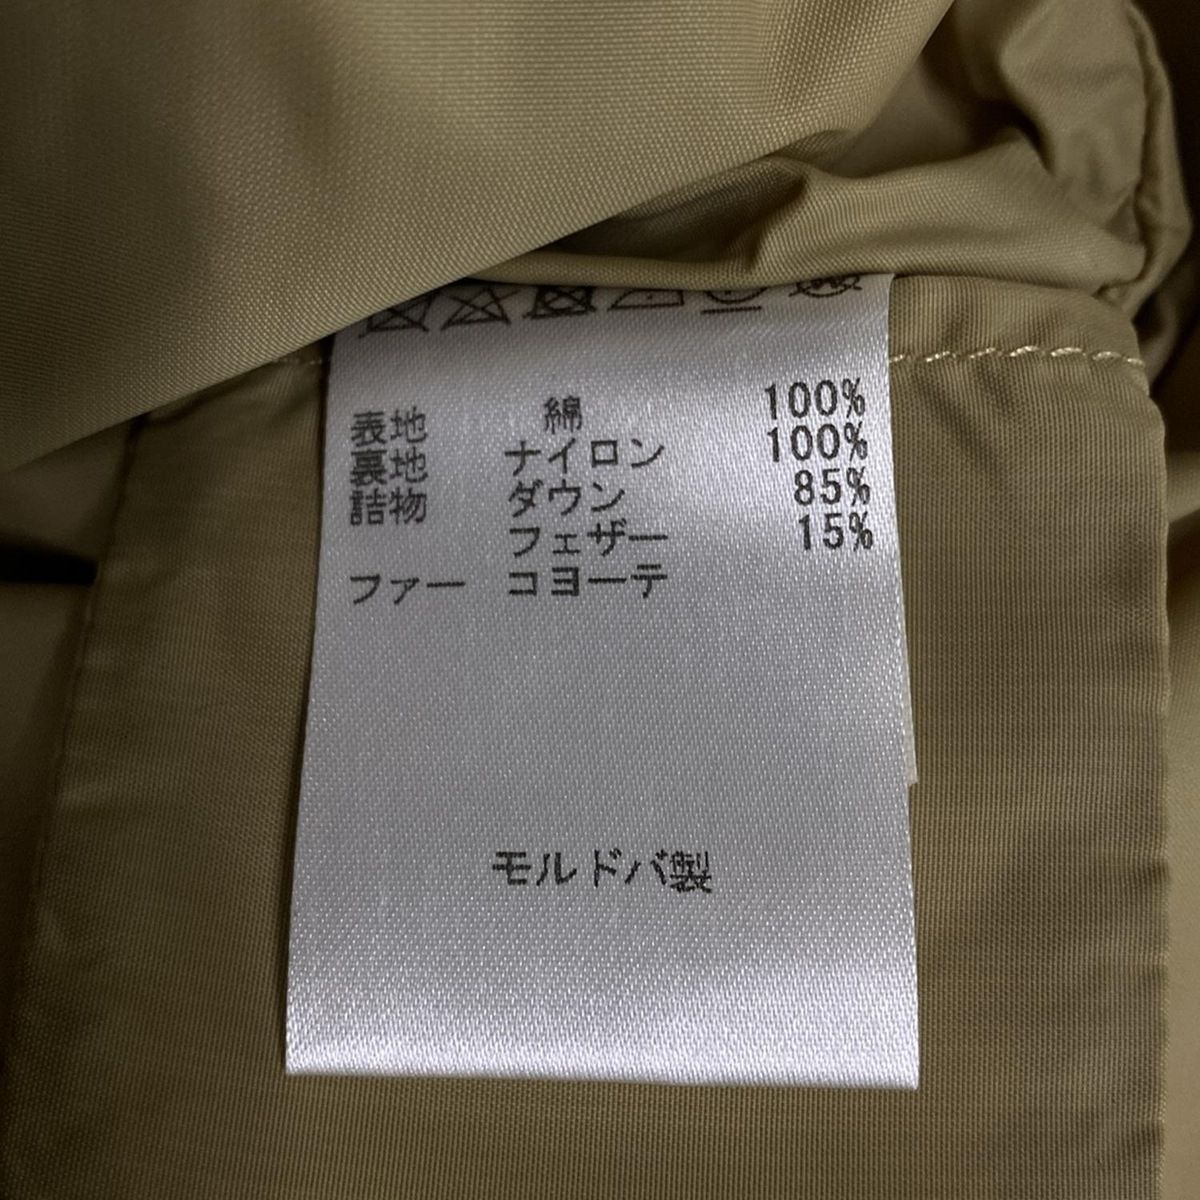 表地 綿 100%
裏地 ナイロン 100%
詰物 ダウン 85%
フェザー 15%
ファー コヨーテ
モルドバ製